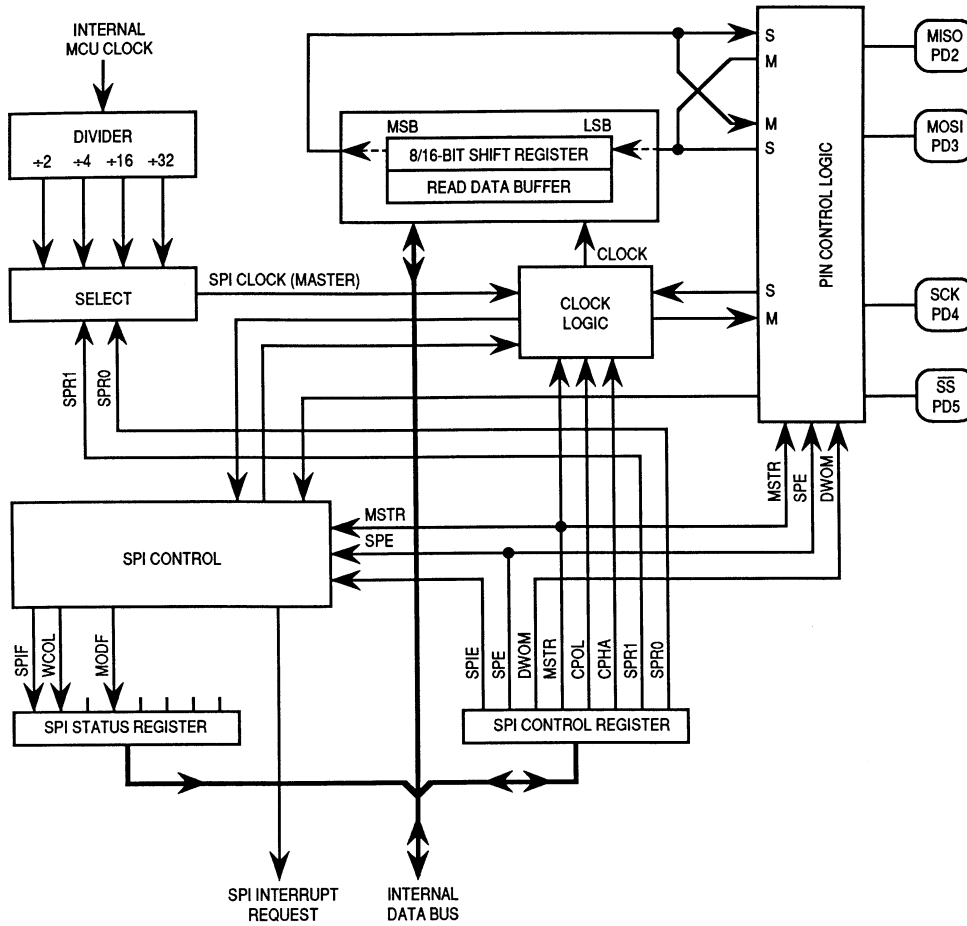 INTERNAL
MCU CLOCK
DIVIDER
÷2 ÷4 ÷16 ÷32
SELECT
SPR1
SPR0
SPI CLOCK (MASTER)
MSB LSB
8/16-BIT SHIFT REGISTER
READ DATA BUFFER
CLOCK
CLOCK
LOGIC
S
M
M
S
S
M
PIN CONTROL LOGIC
MISO
PD2
MOSI
PD3
SCK
PD4
SS
PD5
MSTR
SPE
DWOM
MSTR
SPE
SPI CONTROL
SPIF
WCOL
MODF
SPI STATUS REGISTER
SPIE
SPE
DWOM
MSTR
CPOL
CPHA
SPR1
SPR0
SPI CONTROL REGISTER
SPI INTERRUPT
REQUEST
INTERNAL
DATA BUS